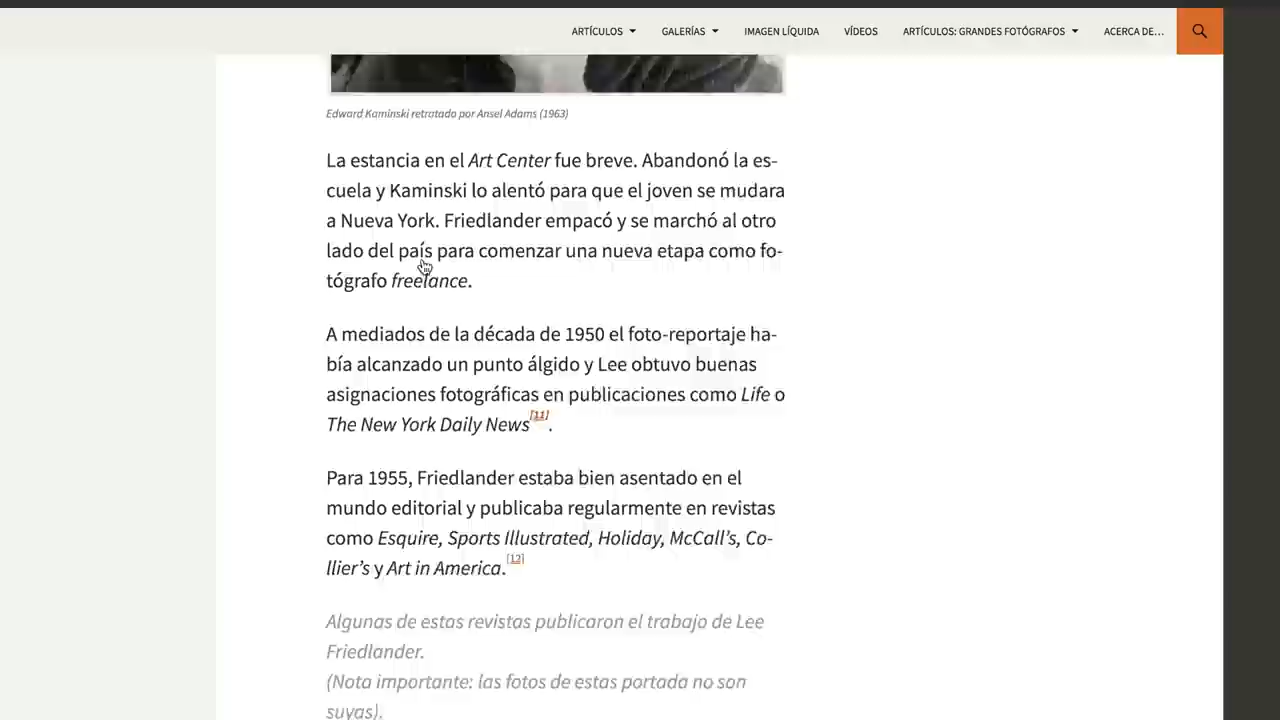 ARTÍCULOS GALERÍAS IMAGEN LÍQUIDA VÍDEOS ARTÍCULOS: GRANDES FOTÓGRAFOS ACERCA DE...
Edward Kaminski retratado por Ansel Adams (1963)
La estancia en el Art Center fue breve. Abandonó la es-
cuela y Kaminski lo alentó para que el joven se mudara
a Nueva York. Friedlander empacó y se marchó al otro
lado del país para comenzar una nueva etapa como fo-
tógrafo freelance.
A mediados de la década de 1950 el foto-reportaje ha-
bía alcanzado un punto álgido y Lee obtuvo buenas
asignaciones fotográficas en publicaciones como Life o
The New York Daily News[11].
Para 1955, Friedlander estaba bien asentado en el
mundo editorial y publicaba regularmente en revistas
como Esquire, Sports Illustrated, Holiday, McCall's, Co-
llier's y Art in America.[12]
Algunas de estas revistas publicaron el trabajo de Lee
Friedlander.
(Nota importante: las fotos de estas portada no son
suyas).